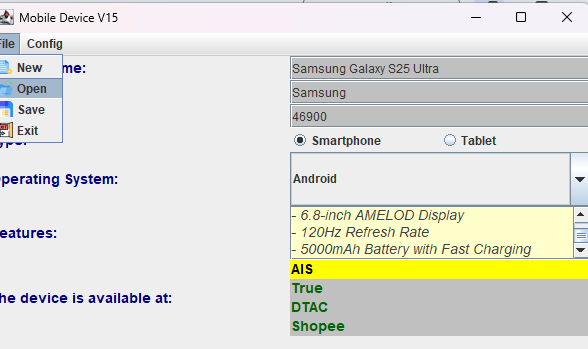 Mobile Device V15
File Config
New
Open
Save
Exit
me:
Samsung Galaxy S25 Ultra
Samsung
46900
Smartphone Tablet
perating System:
Android
eatures:
- 6.8-inch AMELOD Display
- 120Hz Refresh Rate
- 5000mAh Battery with Fast Charging
he device is available at:
AIS
True
DTAC
Shopee